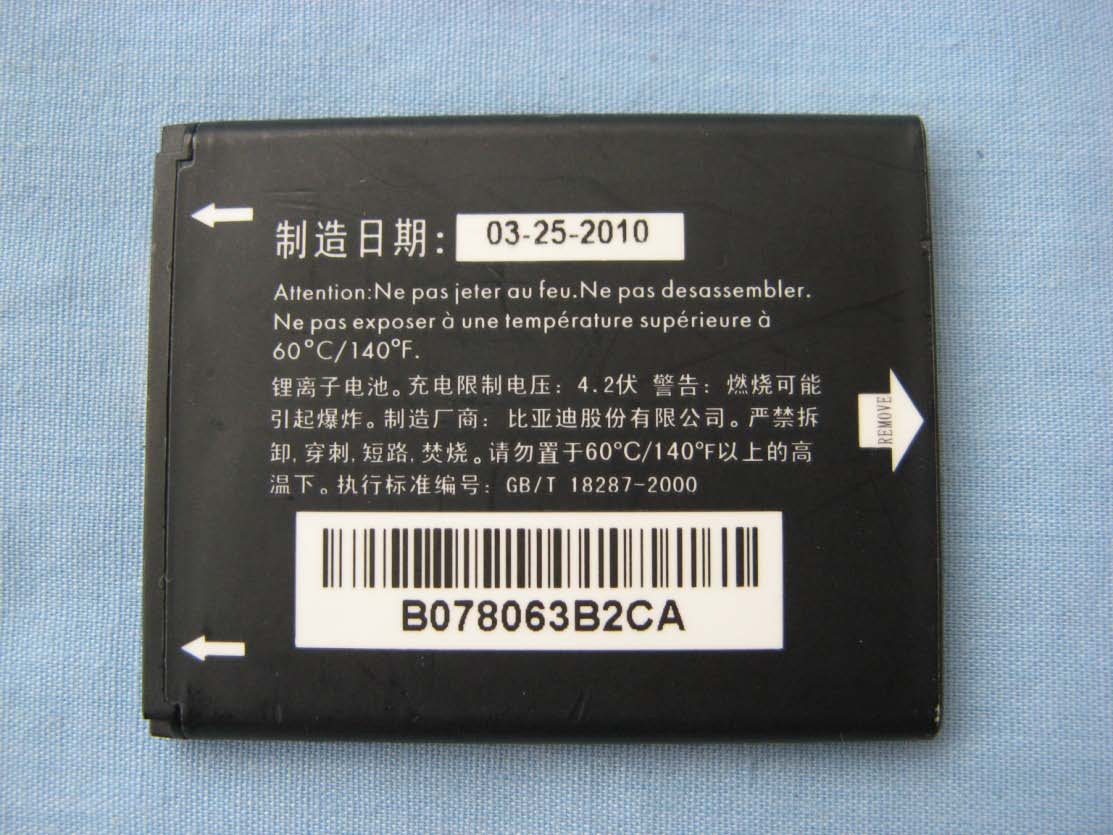 制造日期: 03-25-2010
Attention:Ne pas jeter au feu.Ne pas desassembler.
Ne pas exposer à une température supérieure à
60°C/140°F.
锂离子电池。充电限制电压: 4.2伏 警告: 燃烧可能
引起爆炸。制造厂商: 比亚迪股份有限公司。严禁拆
卸, 穿刺, 短路, 焚烧。请勿置于60°C/140°F以上的高
温下。执行标准编号: GB/T 18287-2000
REMOVE
B078063B2CA